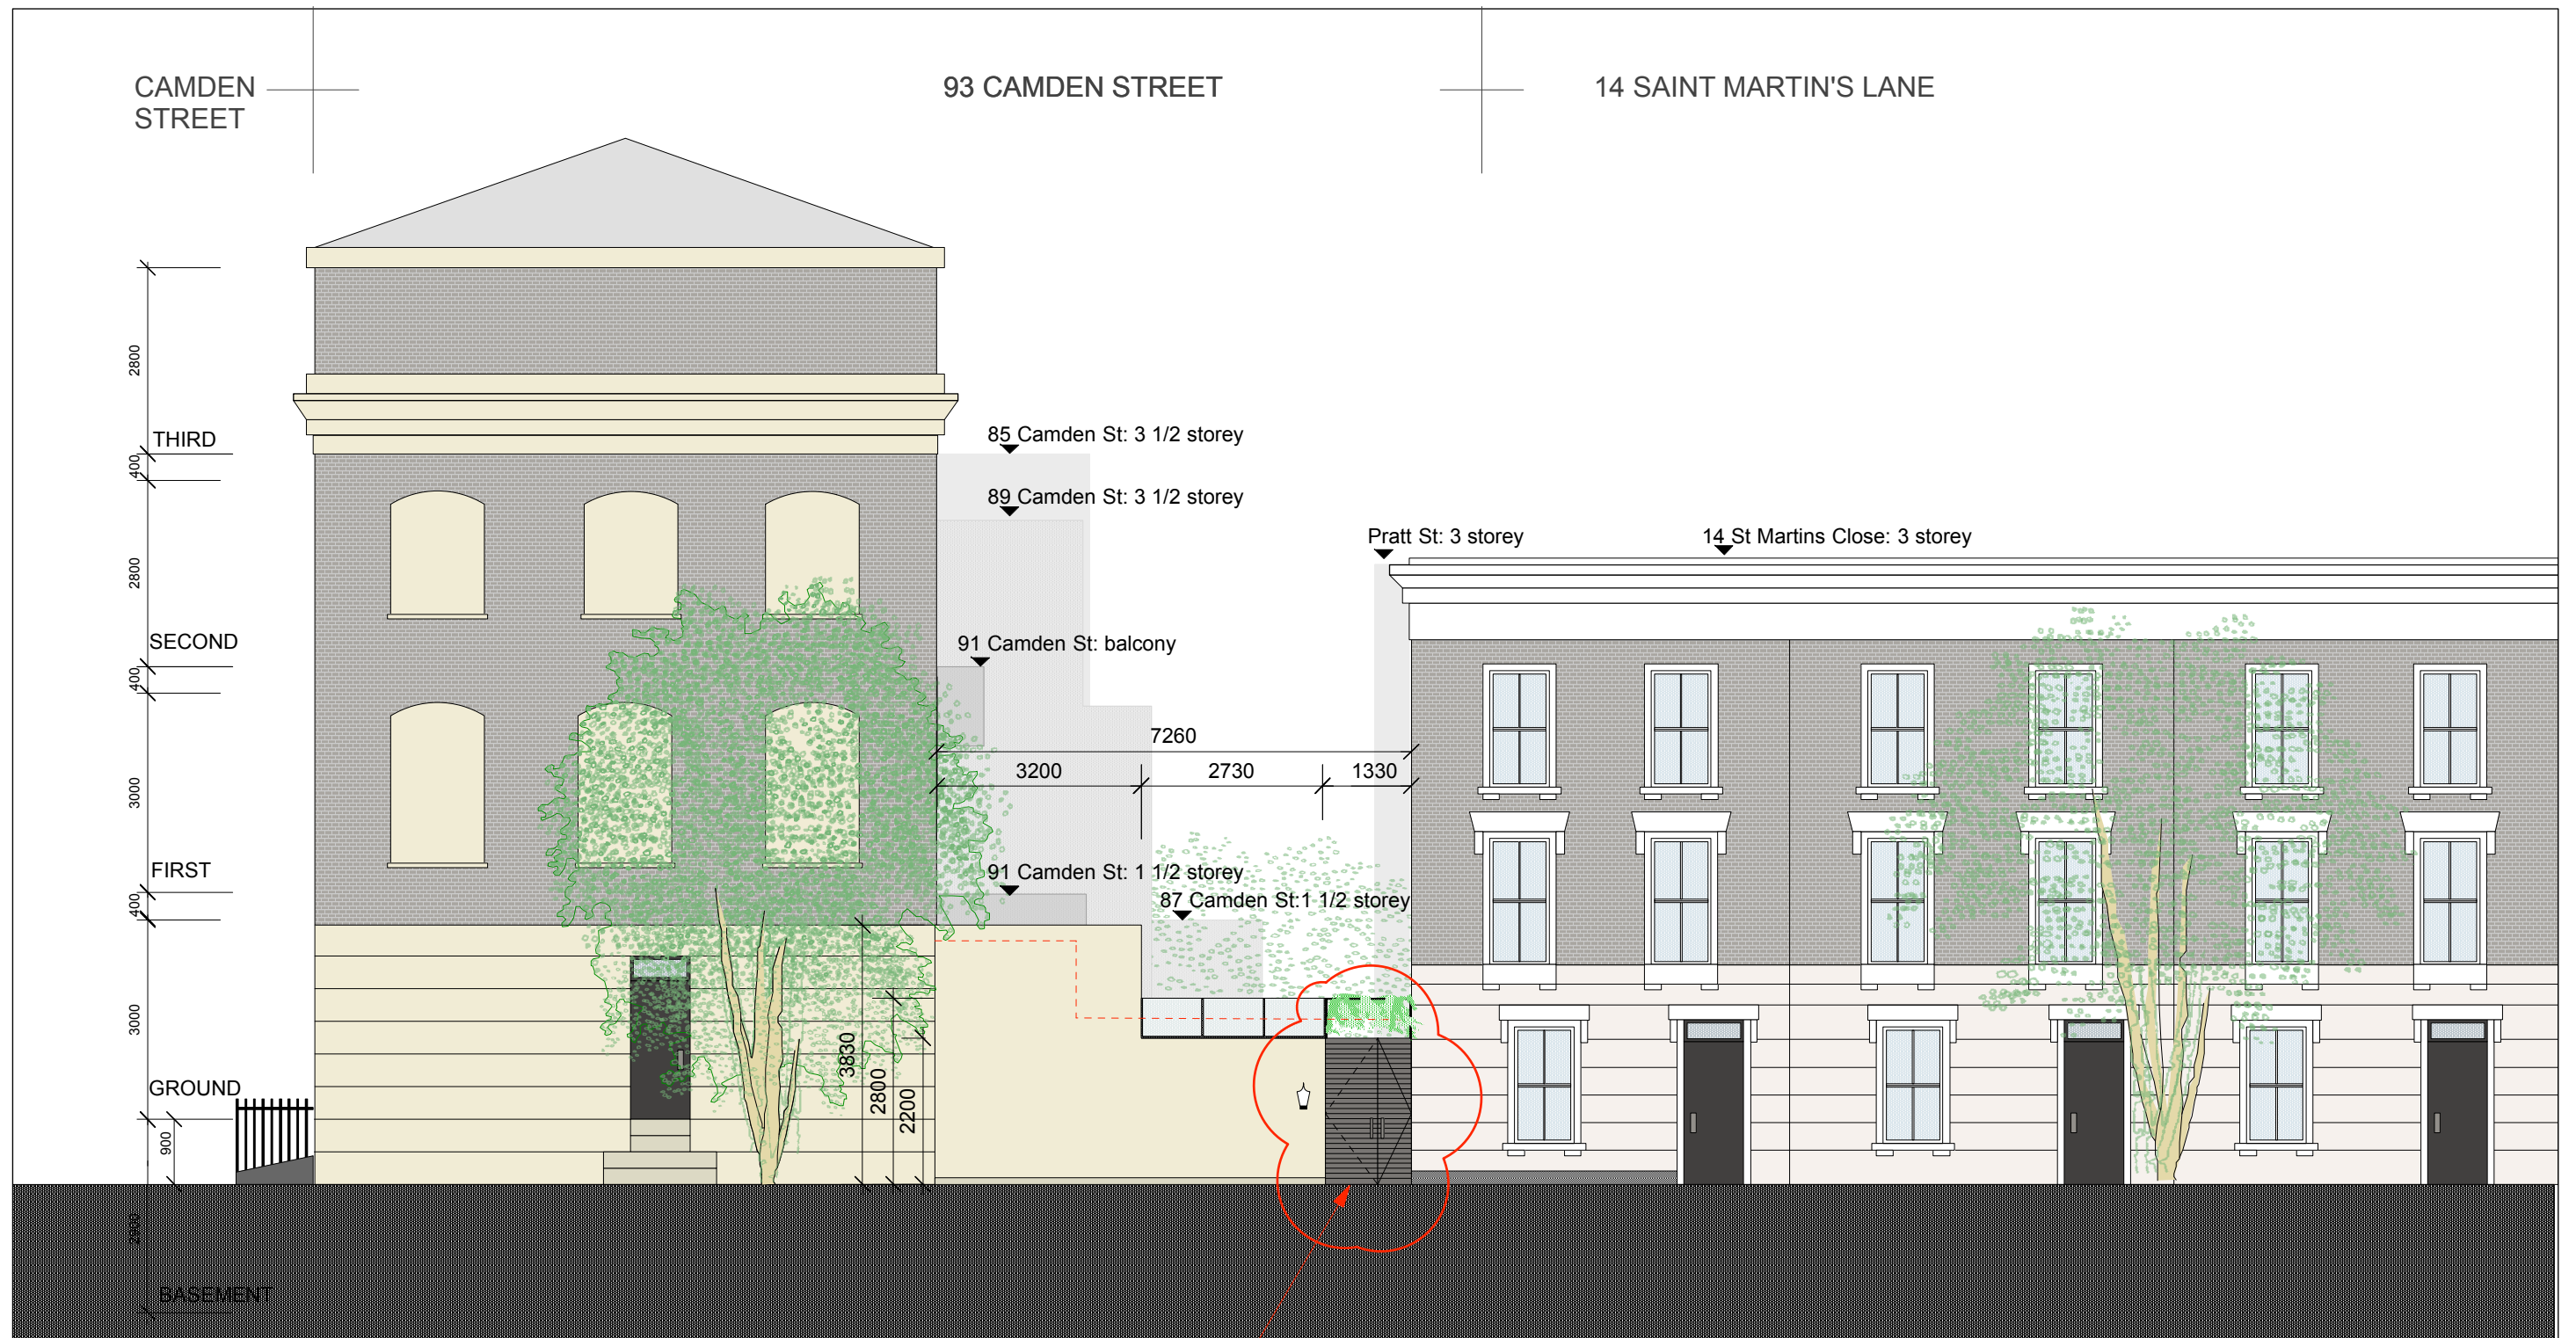 CAMDEN
STREET
93 CAMDEN STREET
14 SAINT MARTIN'S LANE
2800
THIRD
400
2800
SECOND
400
3000
FIRST
400
3000
GROUND
900
2900
BASEMENT
85 Camden St: 3 1/2 storey
89 Camden St: 3 1/2 storey
Pratt St: 3 storey
14 St Martins Close: 3 storey
91 Camden St: balcony
7260
3200
2730
1330
91 Camden St: 1 1/2 storey
87 Camden St:1 1/2 storey
3830
2800
2200